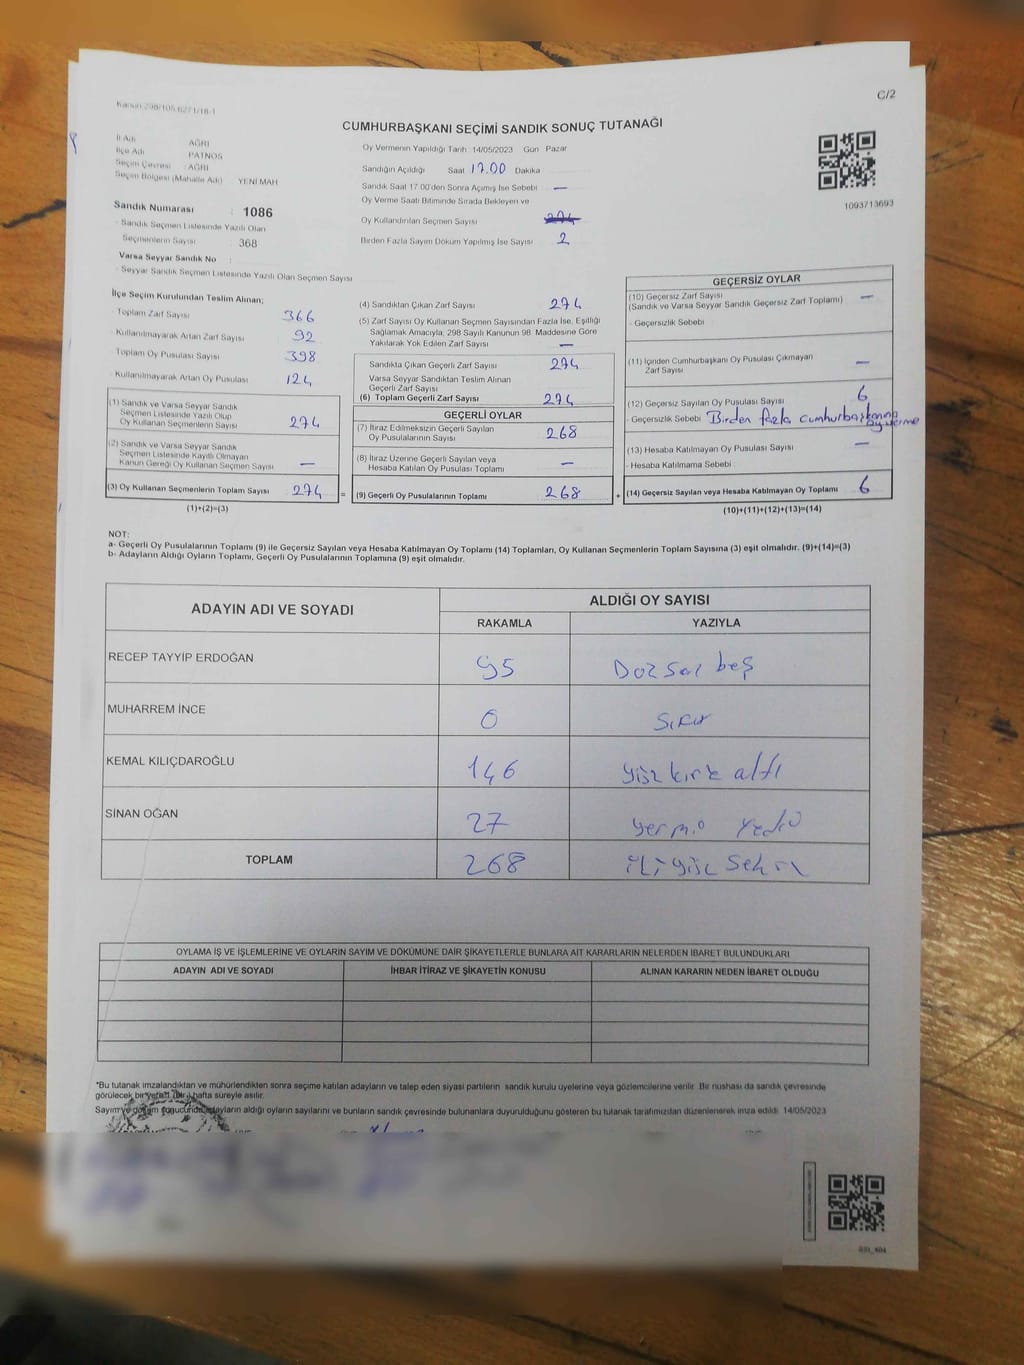 C/2
Kanun 298/105,6271/18-1
CUMHURBAŞKANI SEÇİMİ SANDIK SONUÇ TUTANAĞI
İl Adı AĞRI
İlçe Adı PATNOS
Seçim Çevresi : AĞRI
Seçim Bölgesi (Mahalle Adı) YENİ MAH
Sandık Numarası : 1086
Sandık Seçmen Listesinde Yazılı Olan
Seçmenlerin Sayısı : 368
Varsa Seyyar Sandık No :
Seyyar Sandık Seçmen Listesinde Yazılı Olan Seçmen Sayısı
Oy Vermenin Yapıldığı Tarih 14/05/2023 Gün Pazar
Sandığın Açıldığı Saat 17.00 Dakika
Sandık Saat 17.00'den Sonra Açımış İse Sebebi —
Oy Verme Saati Bitiminde Sırada Bekleyen ve
Oy Kullandırılan Seçmen Sayısı
Birden Fazla Sayım Döküm Yapılmış İse Sayısı 2
1093713693
İlçe Seçim Kurulundan Teslim Alınan;
Toplam Zarf Sayısı 366
Kullanılmayarak Artan Zarf Sayısı 92
Toplam Oy Pusulası Sayısı 398
Kullanılmayarak Artan Oy Pusulası 124
(1) Sandık ve Varsa Seyyar Sandık
Seçmen Listesinde Yazılı Olup
Oy Kullanan Seçmenlerin Sayısı 274
(2) Sandık ve Varsa Seyyar Sandık
Seçmen Listesinde Kayıtlı Olmayan
Kanun Gereği Oy Kullanan Seçmen Sayısı —
(3) Oy Kullanan Seçmenlerin Toplam Sayısı 274 =
(1)+(2)=(3)
(4) Sandıktan Çıkan Zarf Sayısı 274
(5) Zarf Sayısı Oy Kullanan Seçmen Sayısından Fazla İse, Eşitliği
Sağlamak Amacıyla, 298 Sayılı Kanunun 98. Maddesine Göre
Yakılarak Yok Edilen Zarf Sayısı —
Sandıkta Çıkan Geçerli Zarf Sayısı 274
Varsa Seyyar Sandıktan Teslim Alınan
Geçerli Zarf Sayısı
(6) Toplam Geçerli Zarf Sayısı 274
GEÇERLİ OYLAR
(7) İtiraz Edilmeksizin Geçerli Sayılan
Oy Pusulalarının Sayısı 268
(8) İtiraz Üzerine Geçerli Sayılan veya
Hesaba Katılan Oy Pusulası Toplamı —
(9) Geçerli Oy Pusulalarının Toplamı 268 +
GEÇERSİZ OYLAR
(10) Geçersiz Zarf Sayısı
(Sandık ve Varsa Seyyar Sandık Geçersiz Zarf Toplamı) —
Geçersizlik Sebebi
(11) İçinden Cumhurbaşkanı Oy Pusulası Çıkmayan
Zarf Sayısı —
(12) Geçersiz Sayılan Oy Pusulası Sayısı 6
Geçersizlik Sebebi Birden fazla cumhurbaşkanına
oy verme
(13) Hesaba Katılmayan Oy Pusulası Sayısı —
Hesaba Katılmama Sebebi
(14) Geçersiz Sayılan veya Hesaba Katılmayan Oy Toplamı 6
(10)+(11)+(12)+(13)=(14)
NOT:
a- Geçerli Oy Pusulalarının Toplamı (9) ile Geçersiz Sayılan veya Hesaba Katılmayan Oy Toplamı (14) Toplamları, Oy Kullanan Seçmenlerin Toplam Sayısına (3) eşit olmalıdır. (9)+(14)=(3)
b- Adayların Aldığı Oyların Toplamı, Geçerli Oy Pusulalarının Toplamına (9) eşit olmalıdır.
ADAYIN ADI VE SOYADI ALDIĞI OY SAYISI
RAKAMLA YAZIYLA
RECEP TAYYİP ERDOĞAN 95 Doksan beş
MUHARREM İNCE 0 Sıfır
KEMAL KILIÇDAROĞLU 146 yüz kırk altı
SİNAN OĞAN 27 yermi yedi
TOPLAM 268
OYLAMA İŞ VE İŞLEMLERİNE VE OYLARIN SAYIM VE DÖKÜMÜNE DAİR ŞİKAYETLERLE BUNLARA AİT KARARLARIN NELERDEN İBARET BULUNDUKLARI
ADAYIN ADI VE SOYADI İHBAR İTİRAZ VE ŞİKAYETİN KONUSU ALINAN KARARIN NEDEN İBARET OLDUĞU
*Bu tutanak imzalandıktan ve mühürlendikten sonra seçime katılan adayların ve talep eden siyasi partilerin sandık kurulu üyelerine veya gözlemcilerine verilir. Bir nüshası da sandık çevresinde
görülecek bir yere bir hafta süreyle asılır.
Sayım ve döküm sonucunda adayların aldığı oyların sayılarını ve bunların sandık çevresinde bulunanlara duyurulduğunu gösteren bu tutanak tarafımızdan düzenlenerek imza edildi. 14/05/2023